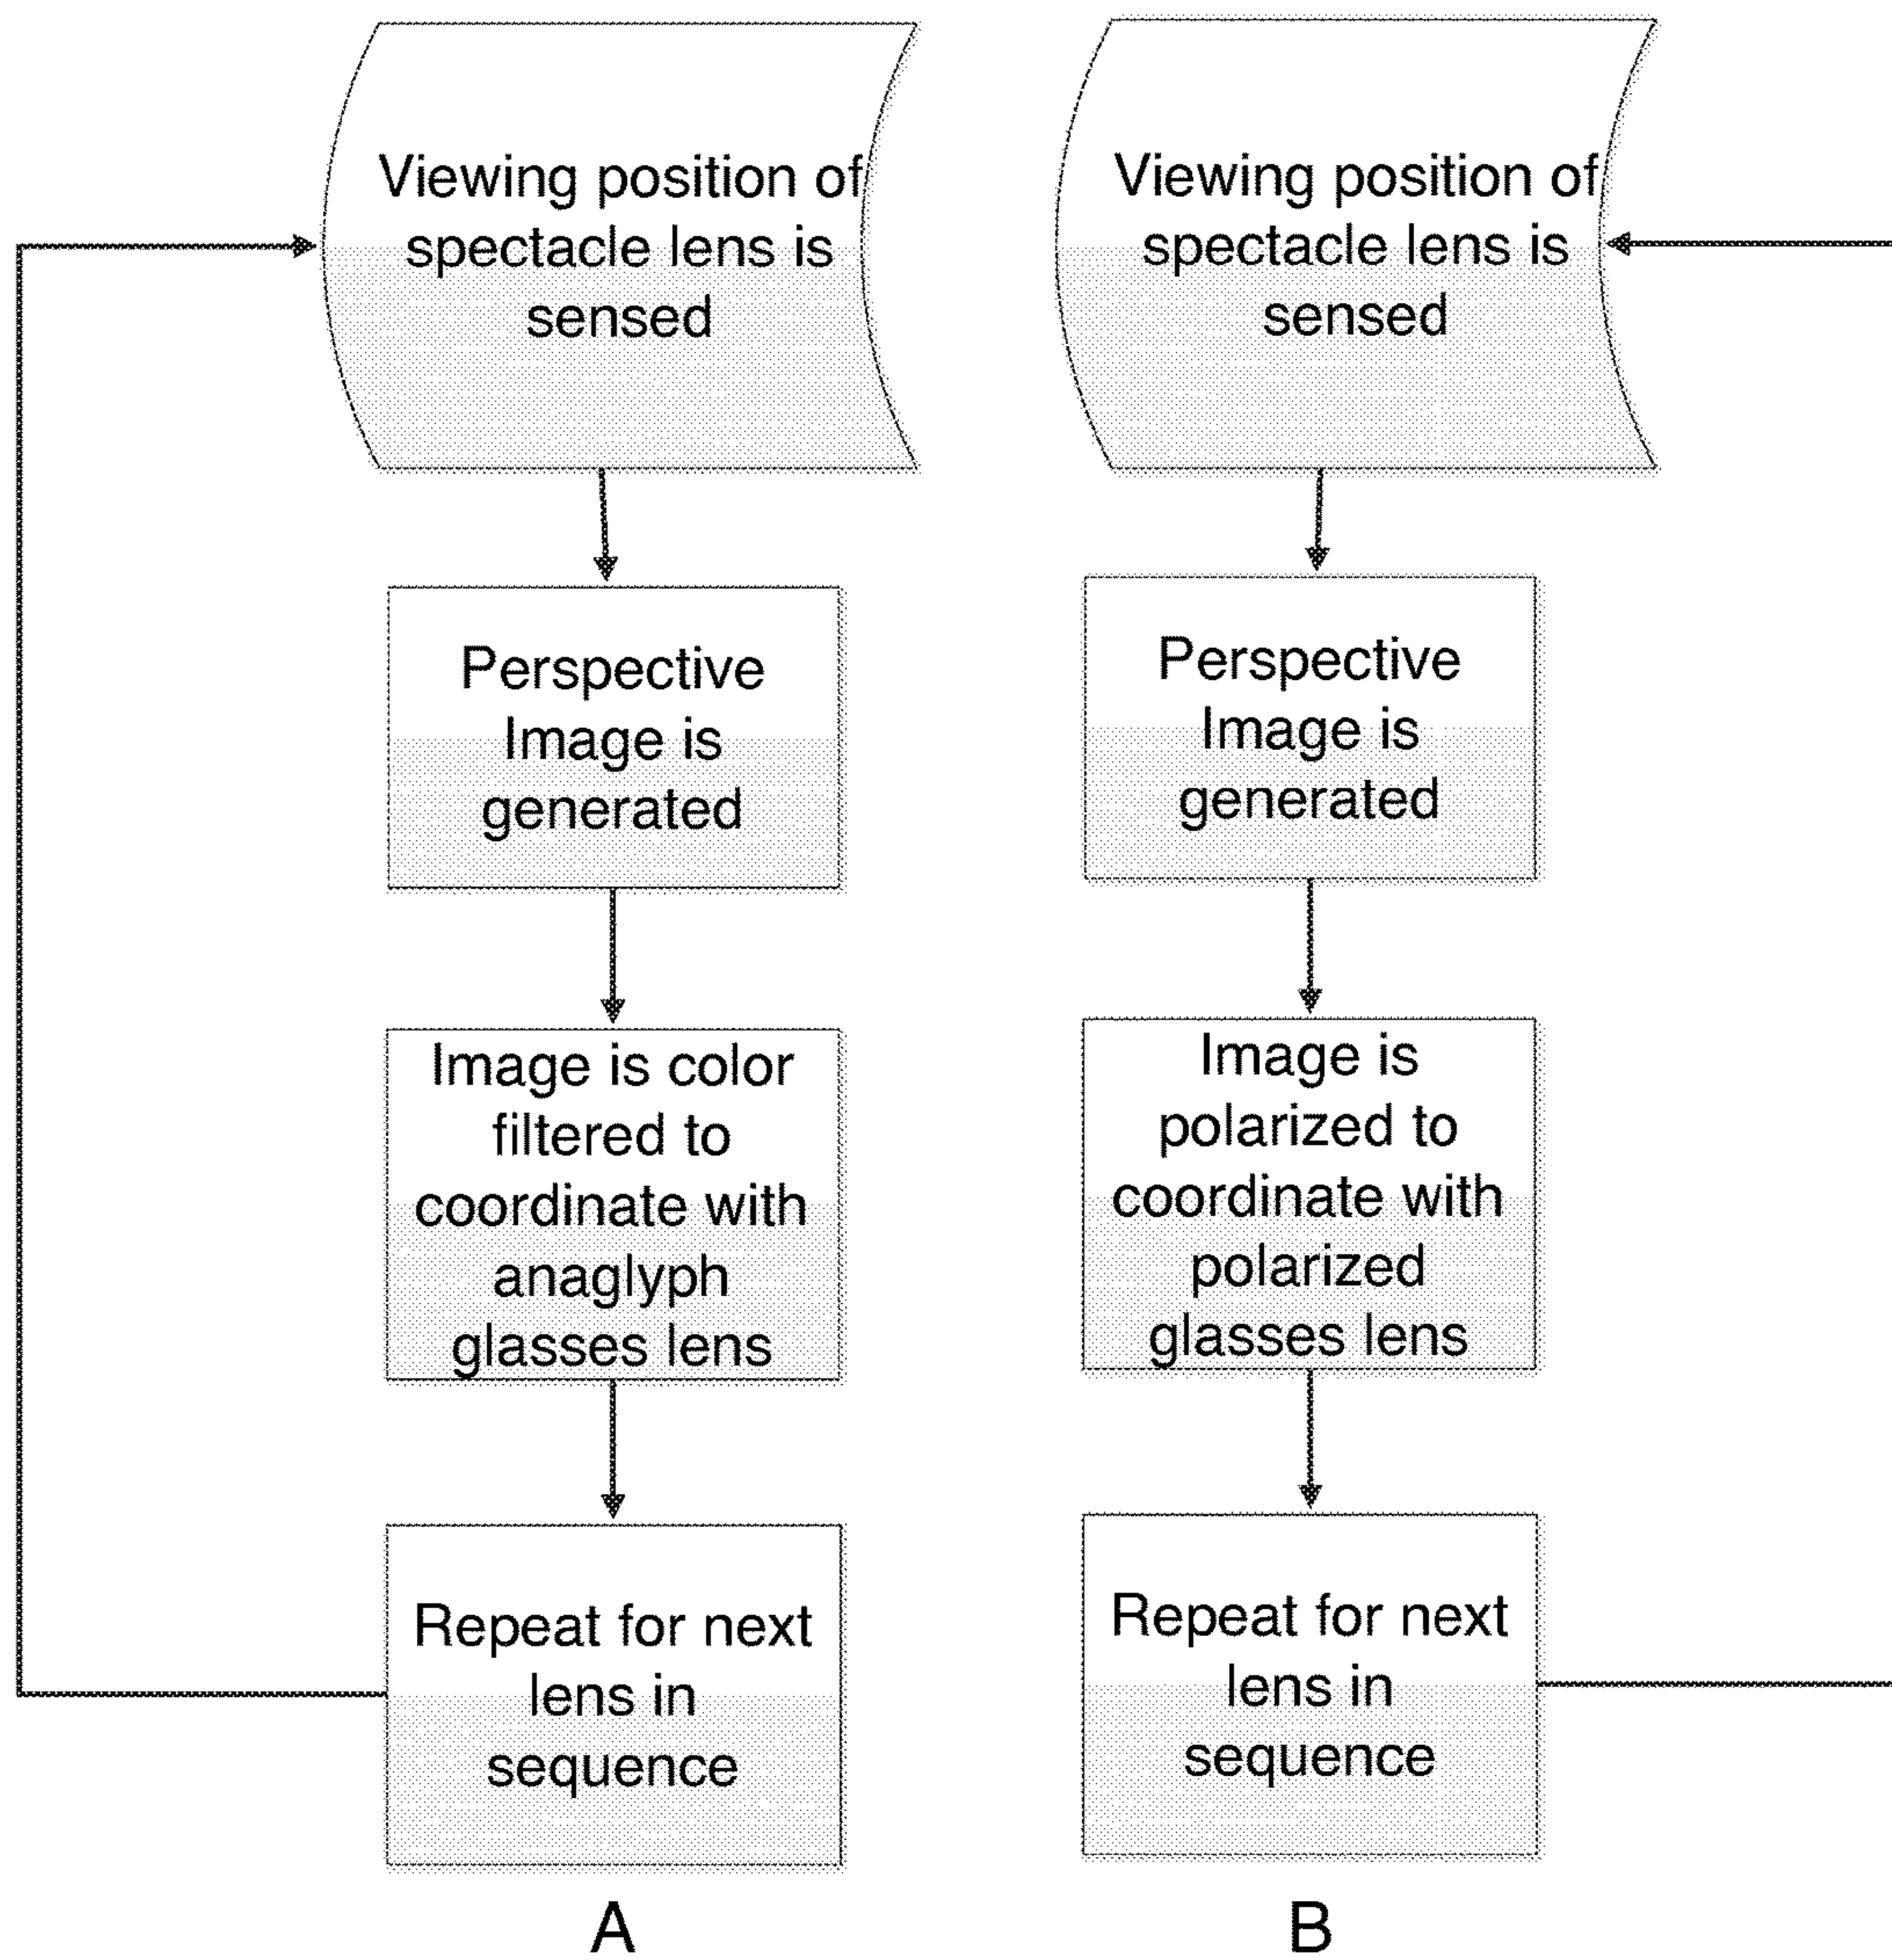 Viewing position of
spectacle lens is
sensed
Perspective
Image is
generated
Image is color
filtered to
coordinate with
anaglyph
glasses lens
Repeat for next
lens in
sequence
A
Viewing position of
spectacle lens is
sensed
Perspective
Image is
generated
Image is
polarized to
coordinate with
polarized
glasses lens
Repeat for next
lens in
sequence
B